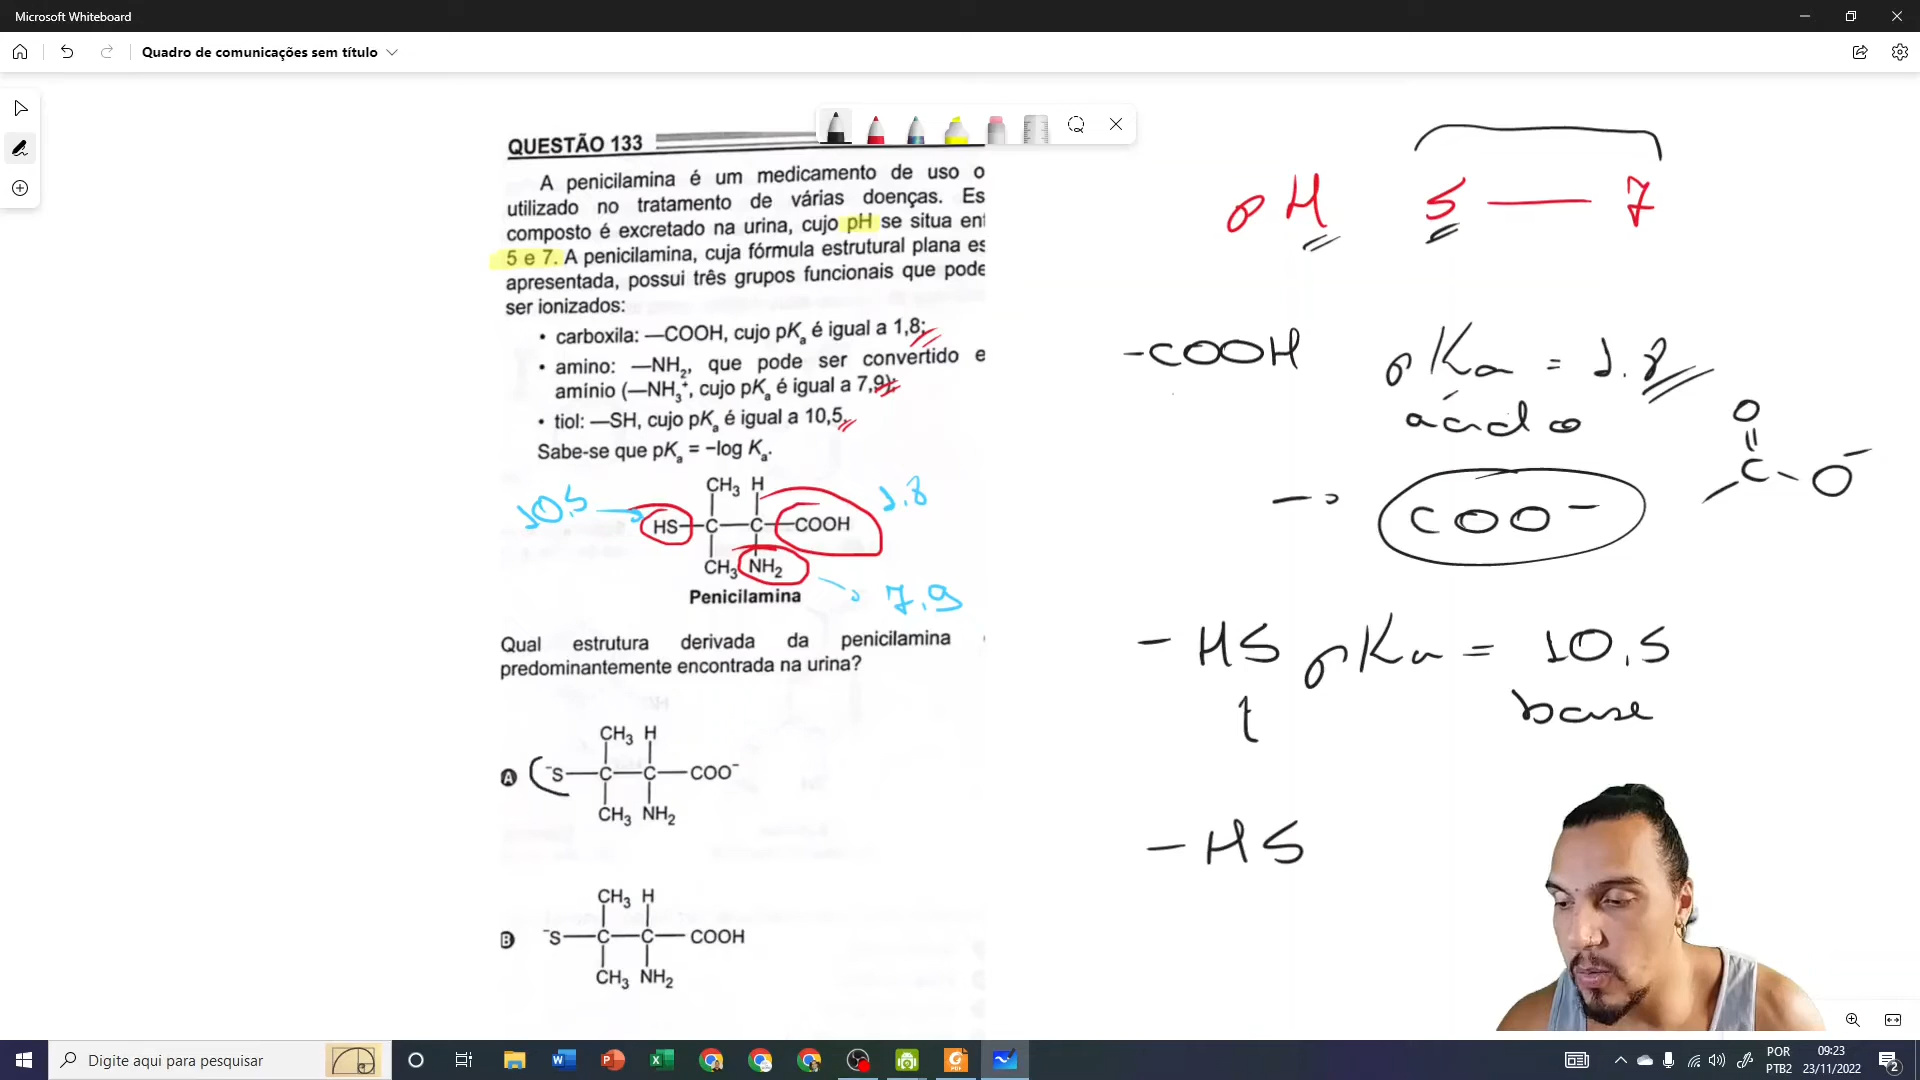 Microsoft Whiteboard
Quadro de comunicações sem título
QUESTÃO 133
A penicilamina é um medicamento de uso o
utilizado no tratamento de várias doenças. Es
composto é excretado na urina, cujo pH se situa ent
5 e 7. A penicilamina, cuja fórmula estrutural plana es
apresentada, possui três grupos funcionais que pode
ser ionizados:
• carboxila: —COOH, cujo pKa é igual a 1,8;
• amino: —NH2, que pode ser convertido e
amínio (—NH3+, cujo pKa é igual a 7,9);
• tiol: —SH, cujo pKa é igual a 10,5.
Sabe-se que pKa = −log Ka.
CH3 H
HS—C—C—COOH
CH3 NH2
Penicilamina
10.5
1.8
7.9
Qual estrutura derivada da penicilamina
predominantemente encontrada na urina?
CH3 H
A ⁻S—C—C—COO⁻
CH3 NH2
CH3 H
B ⁻S—C—C—COOH
CH3 NH2
pH 5 — 7
-COOH pKa = 1.8
ácido
O
C - O⁻
→ COO⁻
- HS pKa = 10.5
t base
- HS
Digite aqui para pesquisar
POR
PTB2
09:23
23/11/2022
2